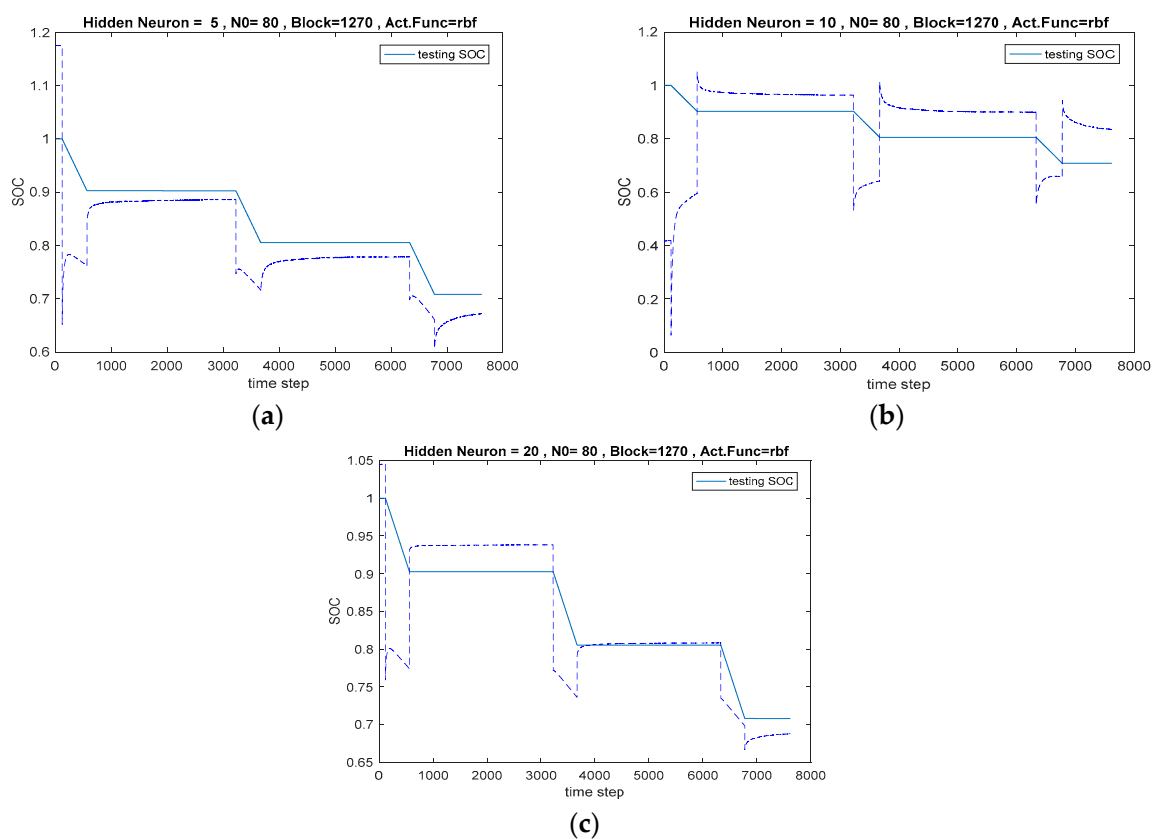 Hidden Neuron = 5 , N0= 80 , Block=1270 , Act.Func=rbf
1.2
1.1
1
0.9
0.8
0.7
0.6
SOC
testing SOC
0 1000 2000 3000 4000 5000 6000 7000 8000
time step
(a)
Hidden Neuron = 10 , N0= 80 , Block=1270 , Act.Func=rbf
1.2
1
0.8
0.6
0.4
0.2
0
SOC
testing SOC
0 1000 2000 3000 4000 5000 6000 7000 8000
time step
(b)
Hidden Neuron = 20 , N0= 80 , Block=1270 , Act.Func=rbf
1.05
1
0.95
0.9
0.85
0.8
0.75
0.7
0.65
SOC
testing SOC
0 1000 2000 3000 4000 5000 6000 7000 8000
time step
(c)